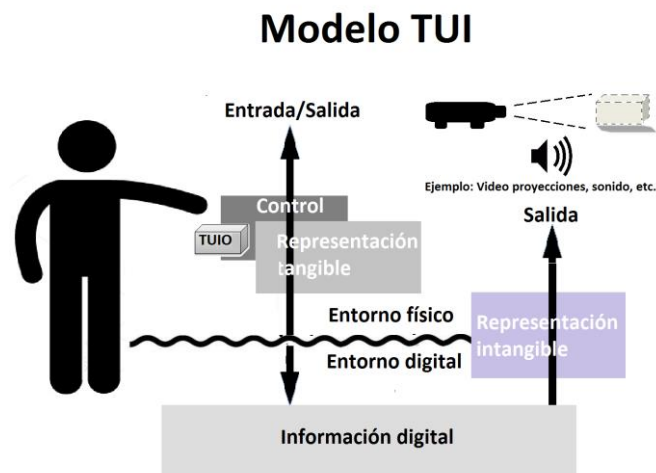 Modelo TUI
Entrada/Salida
Ejemplo: Video proyecciones, sonido, etc.
Salida
Control
TUIO
Representación
tangible
Entorno físico
Entorno digital
Representación
intangible
Información digital